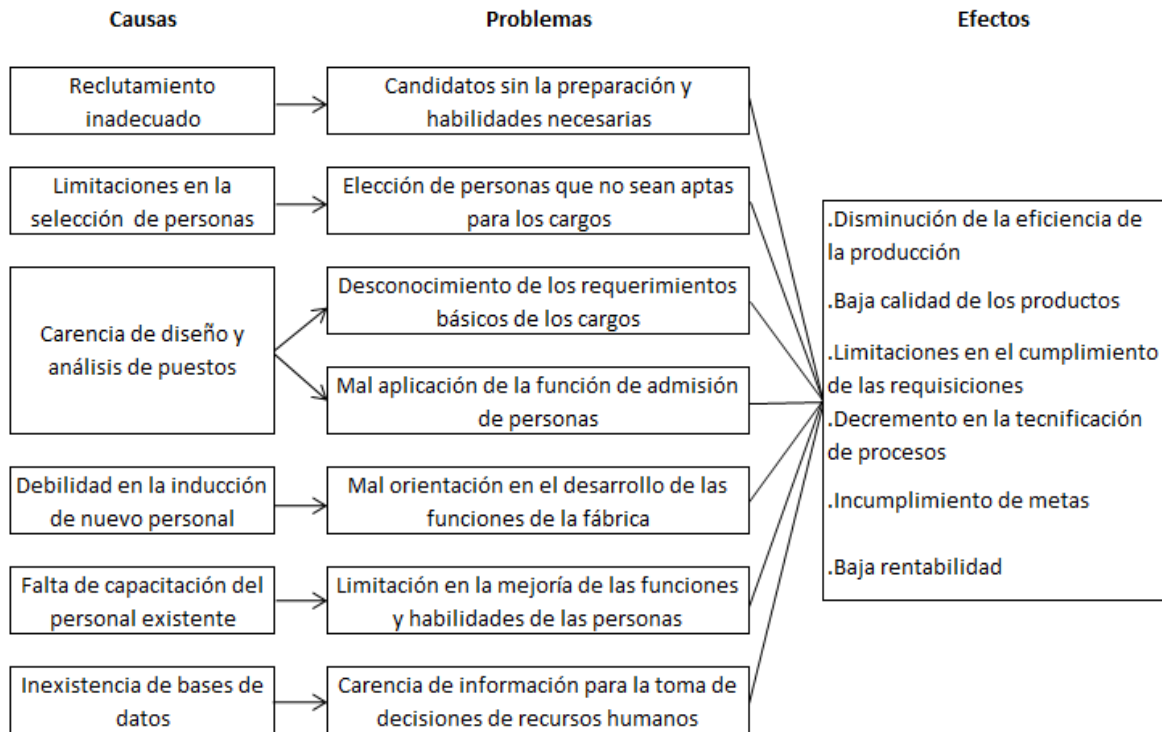 Causas
Problemas
Efectos
Reclutamiento
inadecuado
Candidatos sin la preparación y
habilidades necesarias
Limitaciones en la
selección de personas
Elección de personas que no sean aptas
para los cargos
Carencia de diseño y
análisis de puestos
Desconocimiento de los requerimientos
básicos de los cargos
Mal aplicación de la función de admisión
de personas
Debilidad en la inducción
de nuevo personal
Mal orientación en el desarrollo de las
funciones de la fábrica
Falta de capacitación del
personal existente
Limitación en la mejoría de las funciones
y habilidades de las personas
Inexistencia de bases de
datos
Carencia de información para la toma de
decisiones de recursos humanos
.Disminución de la eficiencia de
la producción
.Baja calidad de los productos
.Limitaciones en el cumplimiento
de las requisiciones
.Decremento en la tecnificación
de procesos
.Incumplimiento de metas
.Baja rentabilidad